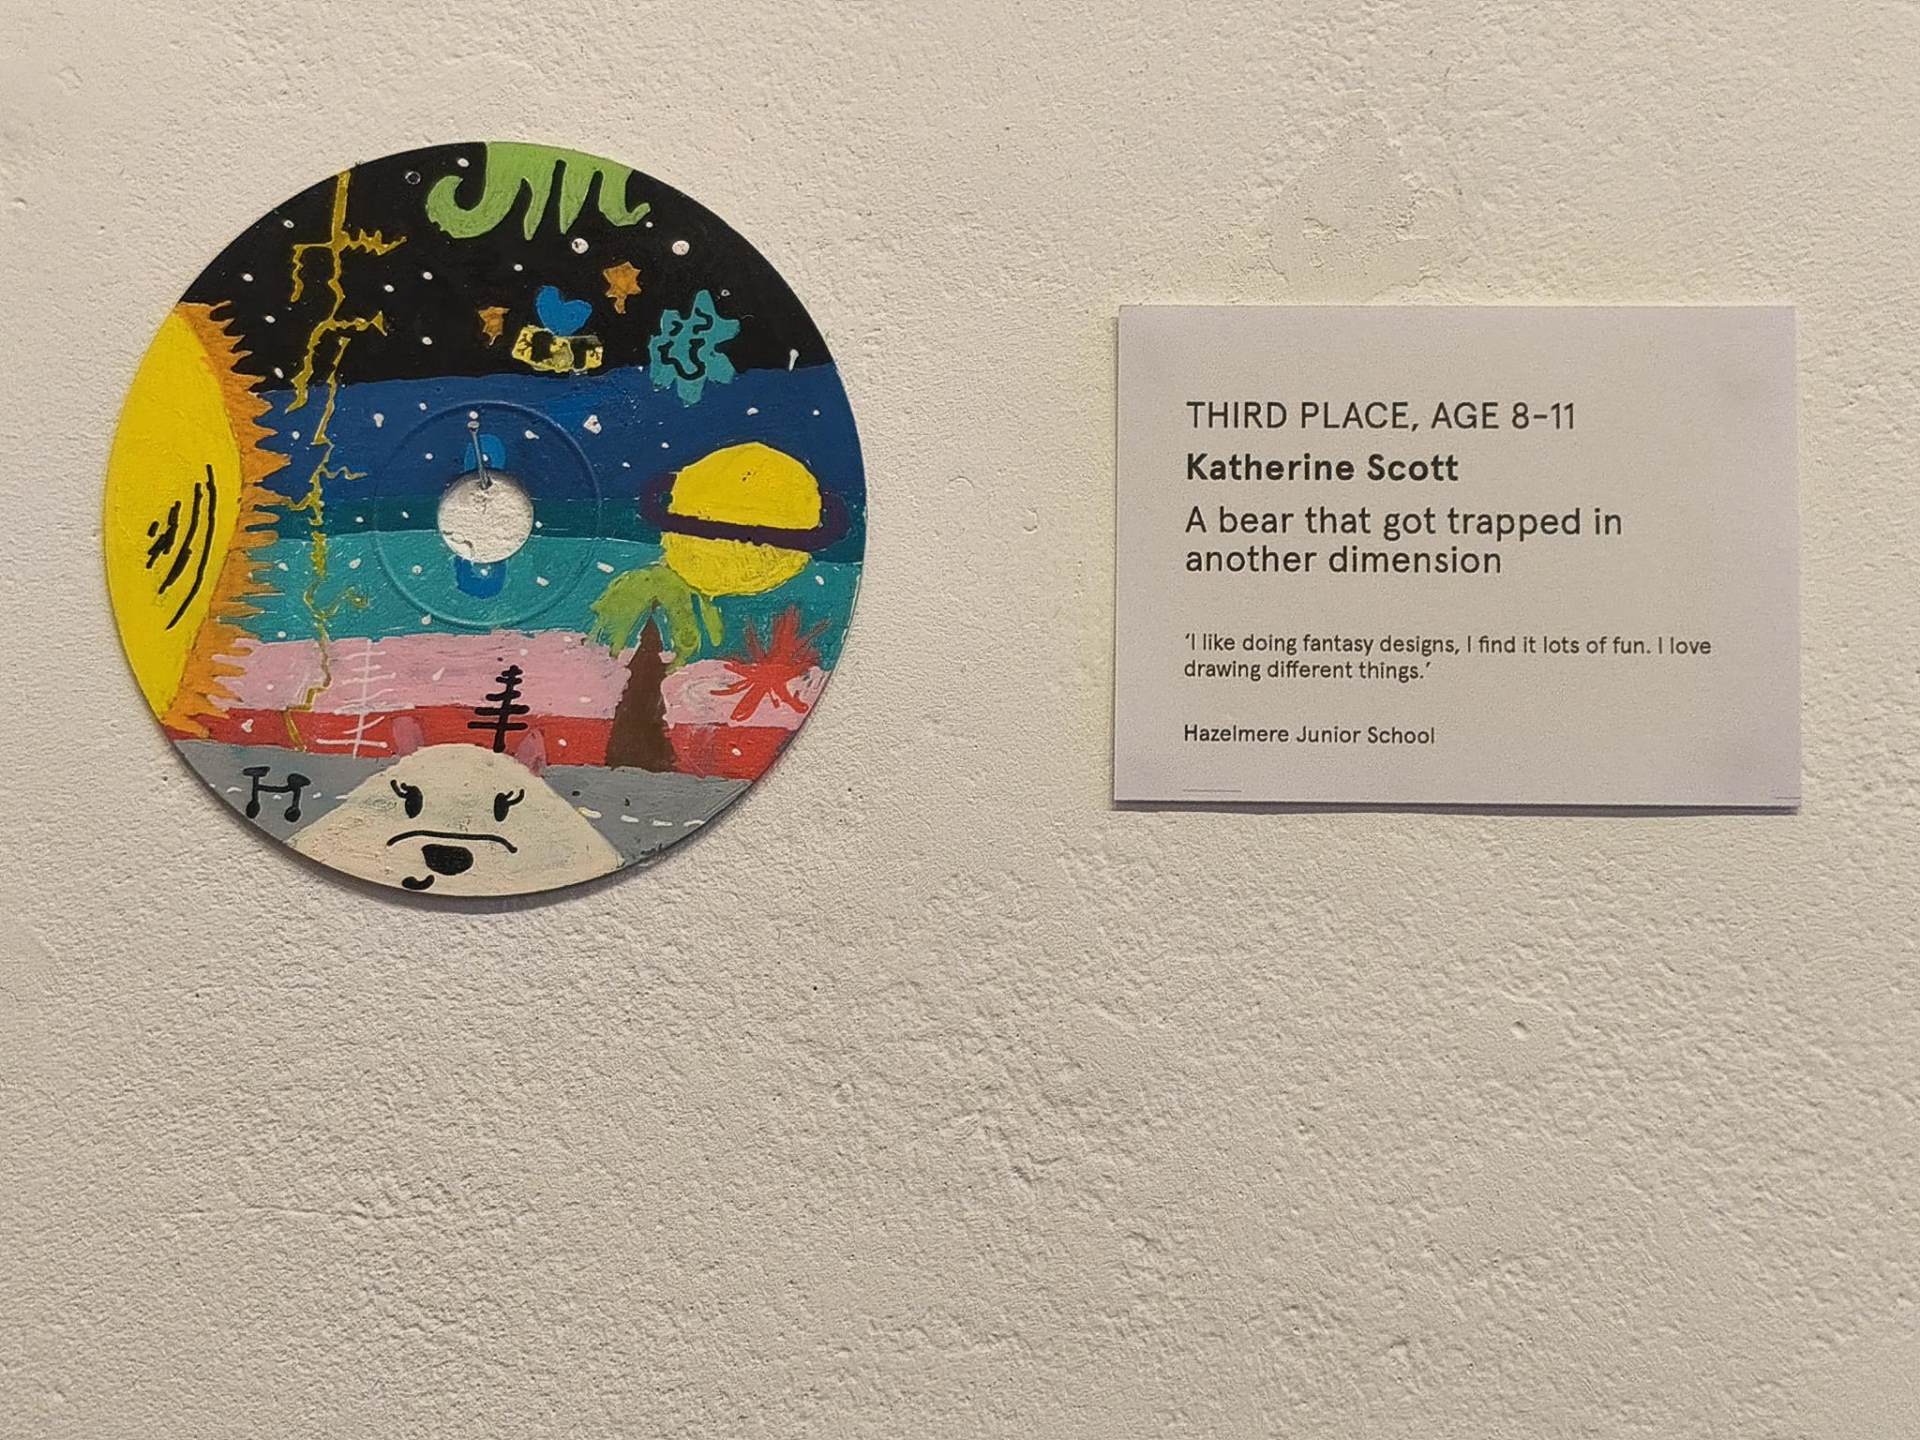 THIRD PLACE, AGE 8–11
Katherine Scott
A bear that got trapped in
another dimension
‘I like doing fantasy designs, I find it lots of fun. I love
drawing different things.’
Hazelmere Junior School